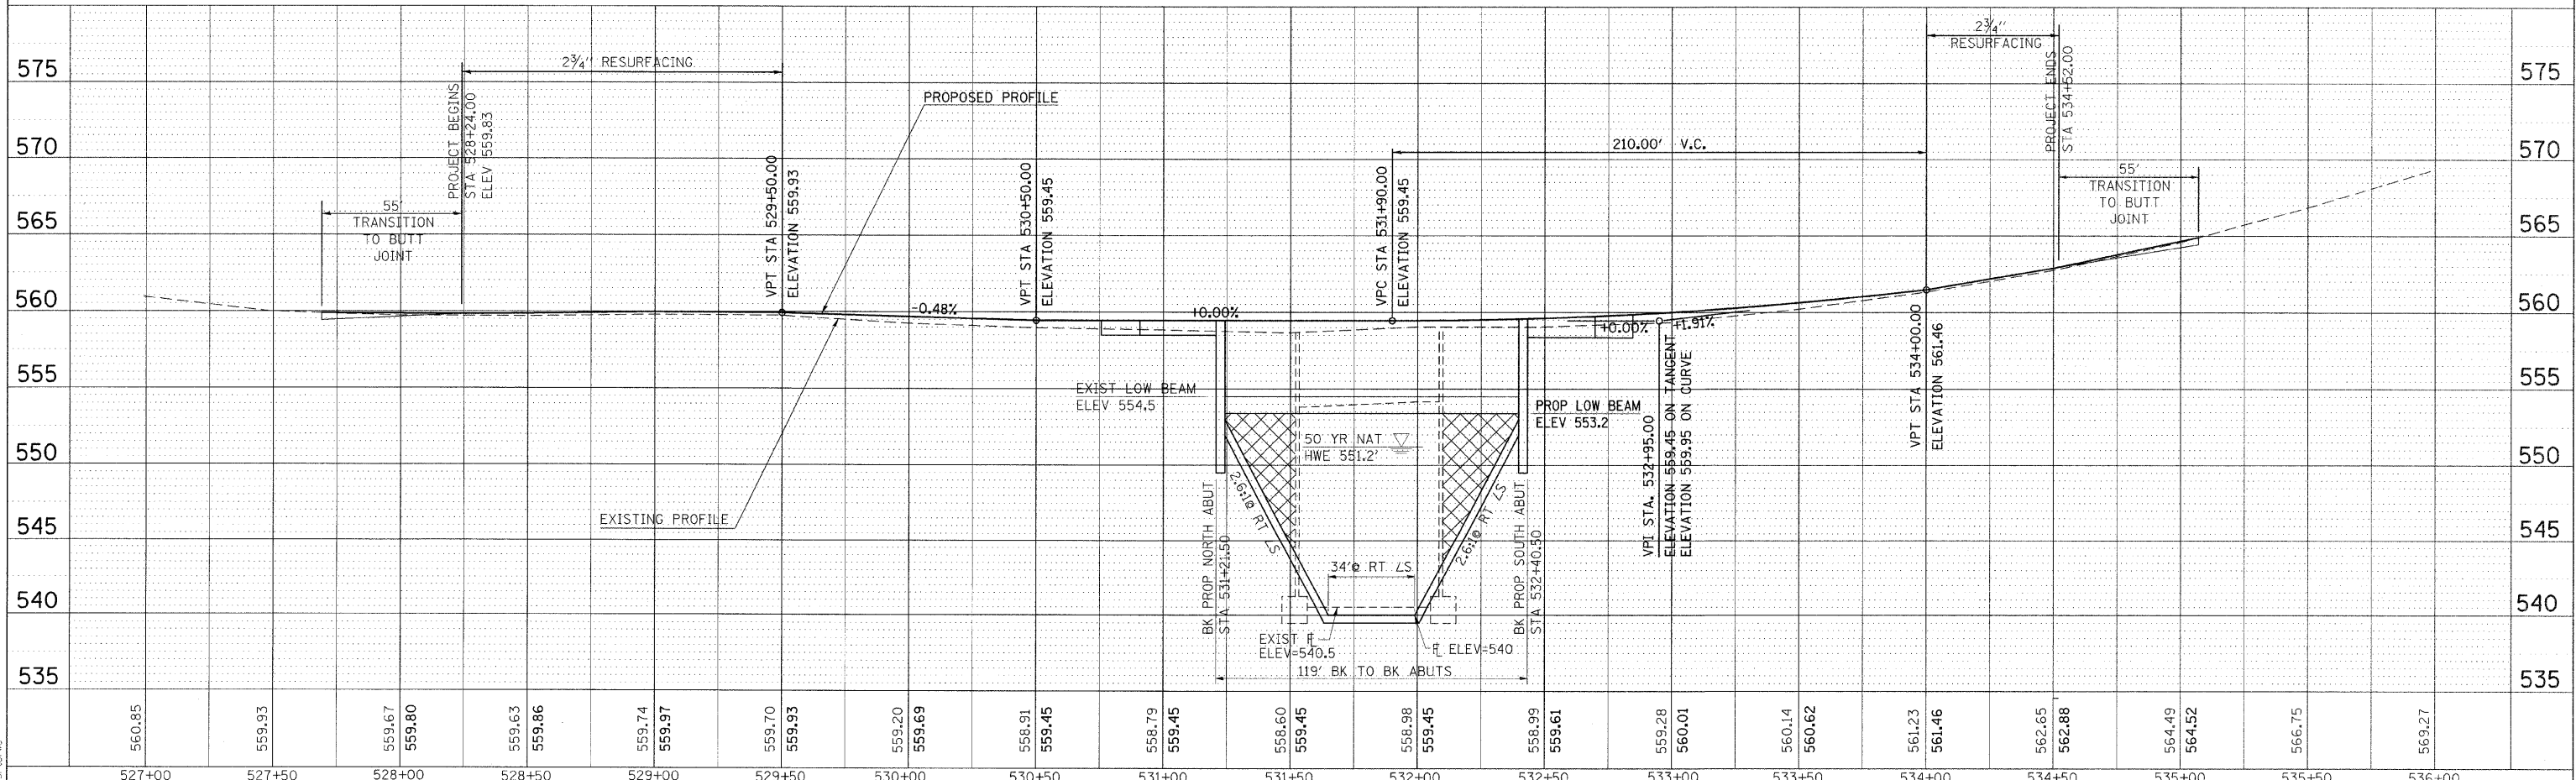 575
570
565
560
555
550
545
540
535
575
570
565
560
555
550
545
540
535
55'
TRANSITION
TO BUTT
JOINT
PROJECT BEGINS
STA 528+24.00
ELEV 559.83
2¾" RESURFACING
VPT STA 529+50.00
ELEVATION 559.93
PROPOSED PROFILE
-0.48%
EXISTING PROFILE
VPT STA 530+50.00
ELEVATION 559.45
+0.00%
EXIST LOW BEAM
ELEV 554.5
BK PROP NORTH ABUT
STA 531+21.50
2.6:1@ RT ∠S
50 YR NAT
HWE 551.2'
34'@ RT ∠S
2.6:1@ RT ∠S
EXIST ℄
ELEV=540.5
℄ ELEV=540
119' BK TO BK ABUTS
VPC STA 531+90.00
ELEVATION 559.45
210.00' V.C.
PROP LOW BEAM
ELEV 553.2
BK PROP SOUTH ABUT
STA 532+40.50
+0.00%
+1.91%
VPI STA. 532+95.00
ELEVATION 559.45 ON TANGENT
ELEVATION 559.95 ON CURVE
VPT STA 534+00.00
ELEVATION 561.46
2¾"
RESURFACING
PROJECT ENDS
STA 534+52.00
55'
TRANSITION
TO BUTT
JOINT
560.85
559.93
559.67
559.80
559.63
559.86
559.74
559.97
559.70
559.93
559.20
559.69
558.91
559.45
558.79
559.45
558.60
559.45
558.98
559.45
558.99
559.61
559.28
560.01
560.14
560.62
561.23
561.46
562.65
562.88
564.49
564.52
566.75
569.27
527+00
527+50
528+00
528+50
529+00
529+50
530+00
530+50
531+00
531+50
532+00
532+50
533+00
533+50
534+00
534+50
535+00
535+50
536+00